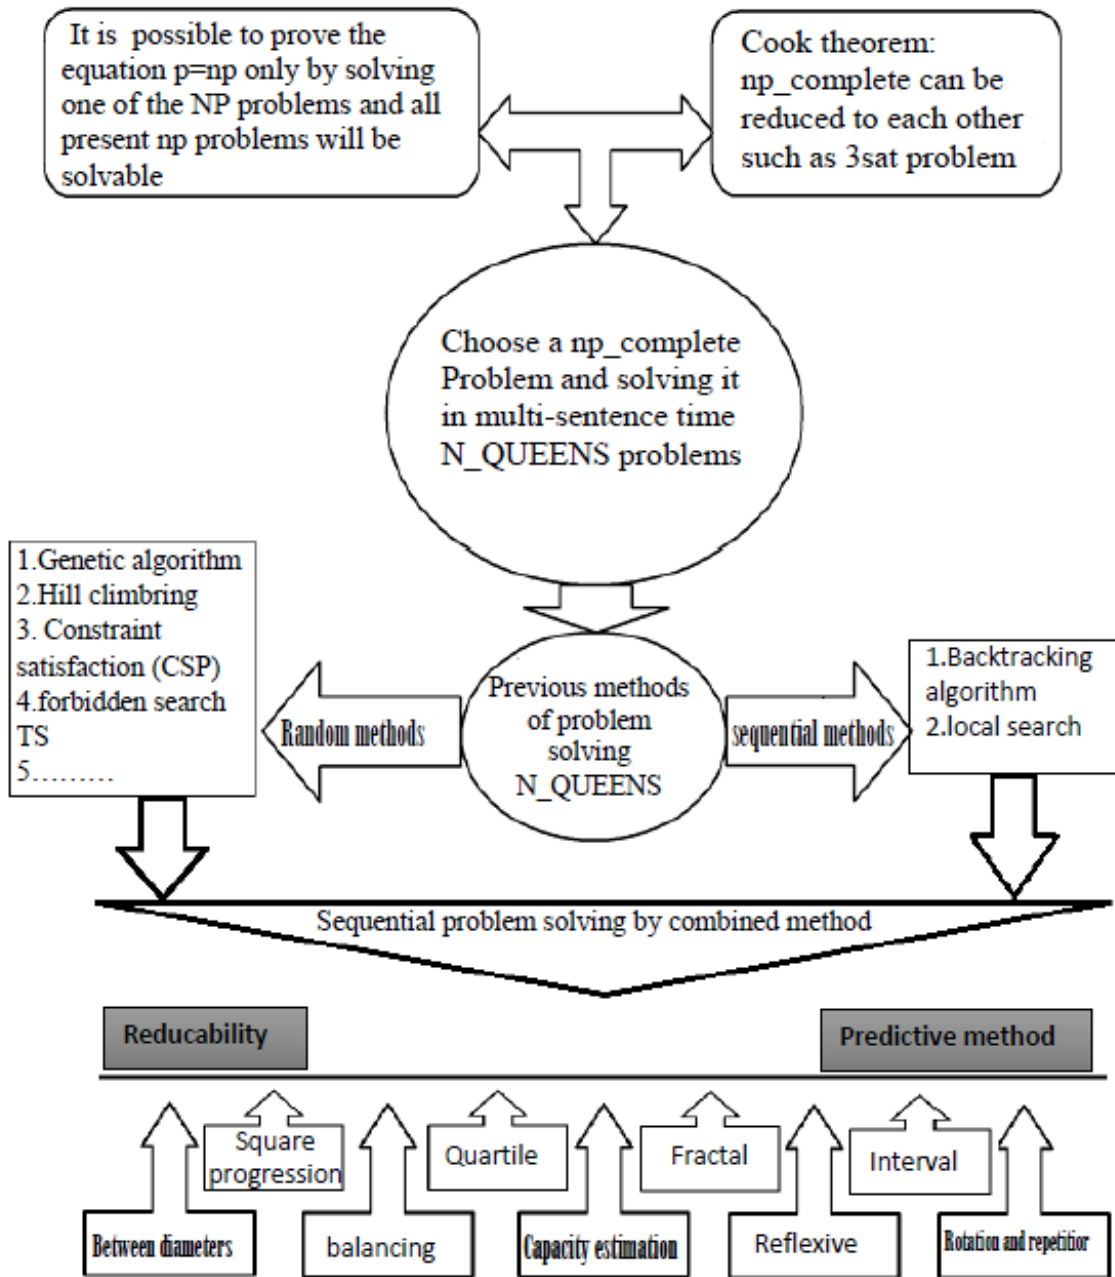 It is possible to prove the
equation p=np only by solving
one of the NP problems and all
present np problems will be
solvable
Cook theorem:
np_complete can be
reduced to each other
such as 3sat problem
Choose a np_complete
Problem and solving it
in multi-sentence time
N_QUEENS problems
1.Genetic algorithm
2.Hill climbring
3. Constraint
satisfaction (CSP)
4.forbidden search
TS
5.........
Random methods
Previous methods
of problem
solving
N_QUEENS
sequential methods
1.Backtracking
algorithm
2.local search
Sequential problem solving by combined method
Reducability
Predictive method
Square
progression
Quartile
Fractal
Interval
Between diameters
balancing
Capacity estimation
Reflexive
Rotation and repetitior